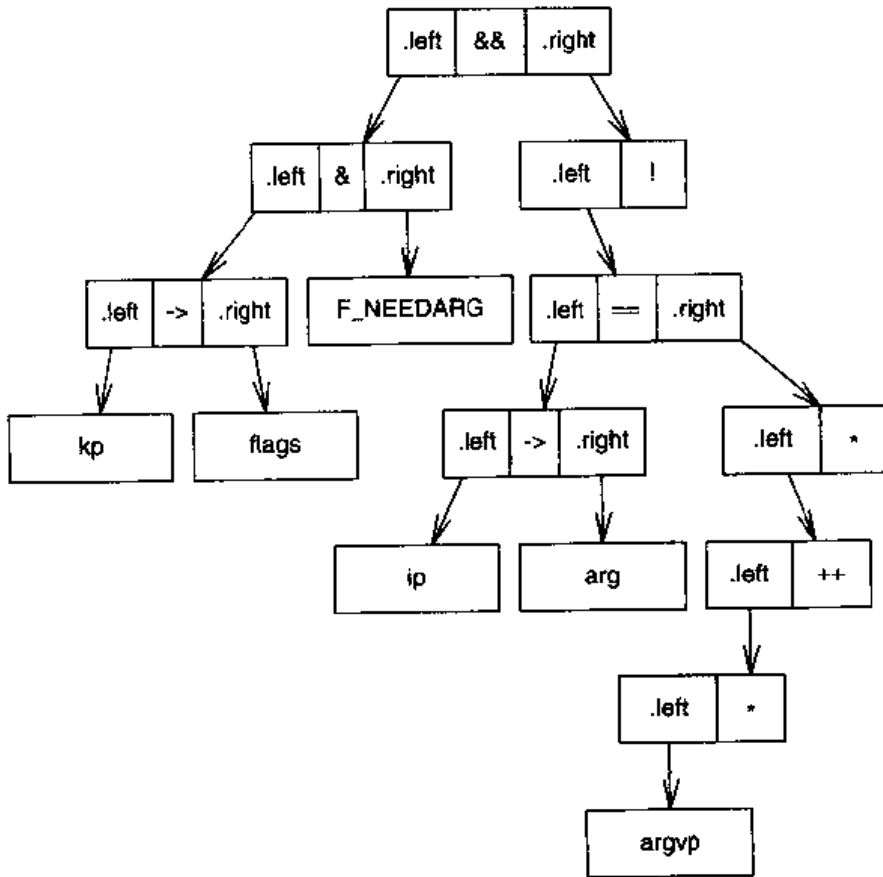 .left && .right
.left & .right .left !
.left -> .right F_NEEDARG .left == .right
kp flags .left -> .right .left *
ip arg .left ++
.left *
argvp